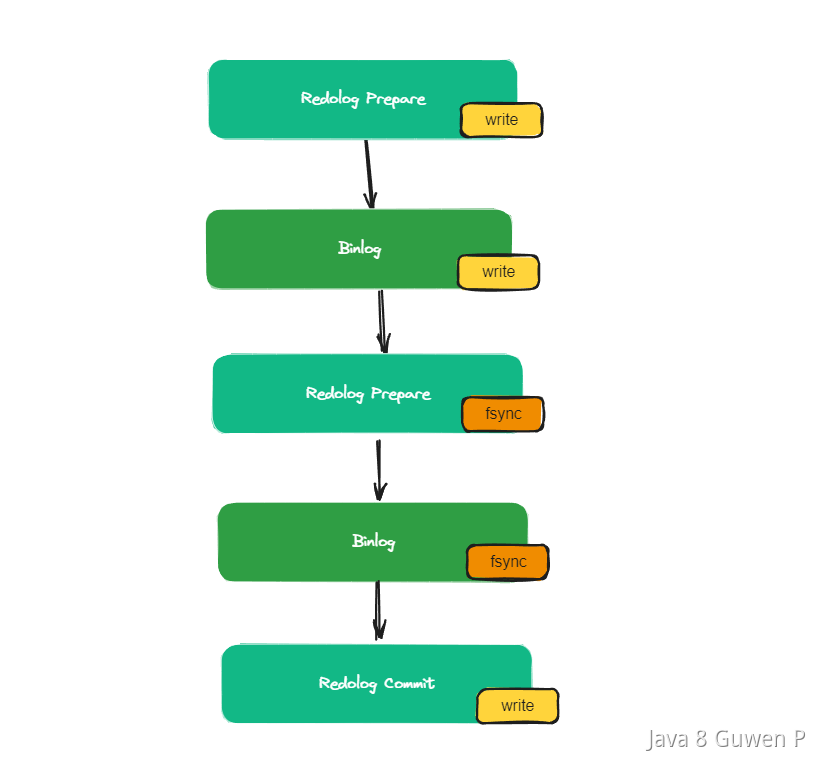 Redolog Prepare
write
Binlog
write
Redolog Prepare
fsync
Binlog
fsync
Redolog Commit
write
Java 8 Guwen P